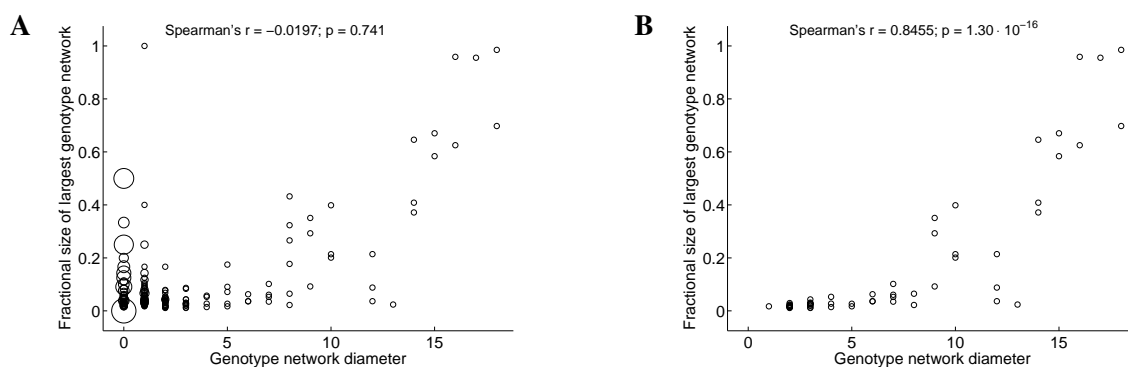 A
Spearman's r = −0.0197; p = 0.741
Fractional size of largest genotype network
1
0.8
0.6
0.4
0.2
0
0 5 10 15
Genotype network diameter
B
Spearman's r = 0.8455; p = 1.30 · 10⁻¹⁶
Fractional size of largest genotype network
1
0.8
0.6
0.4
0.2
0
0 5 10 15
Genotype network diameter